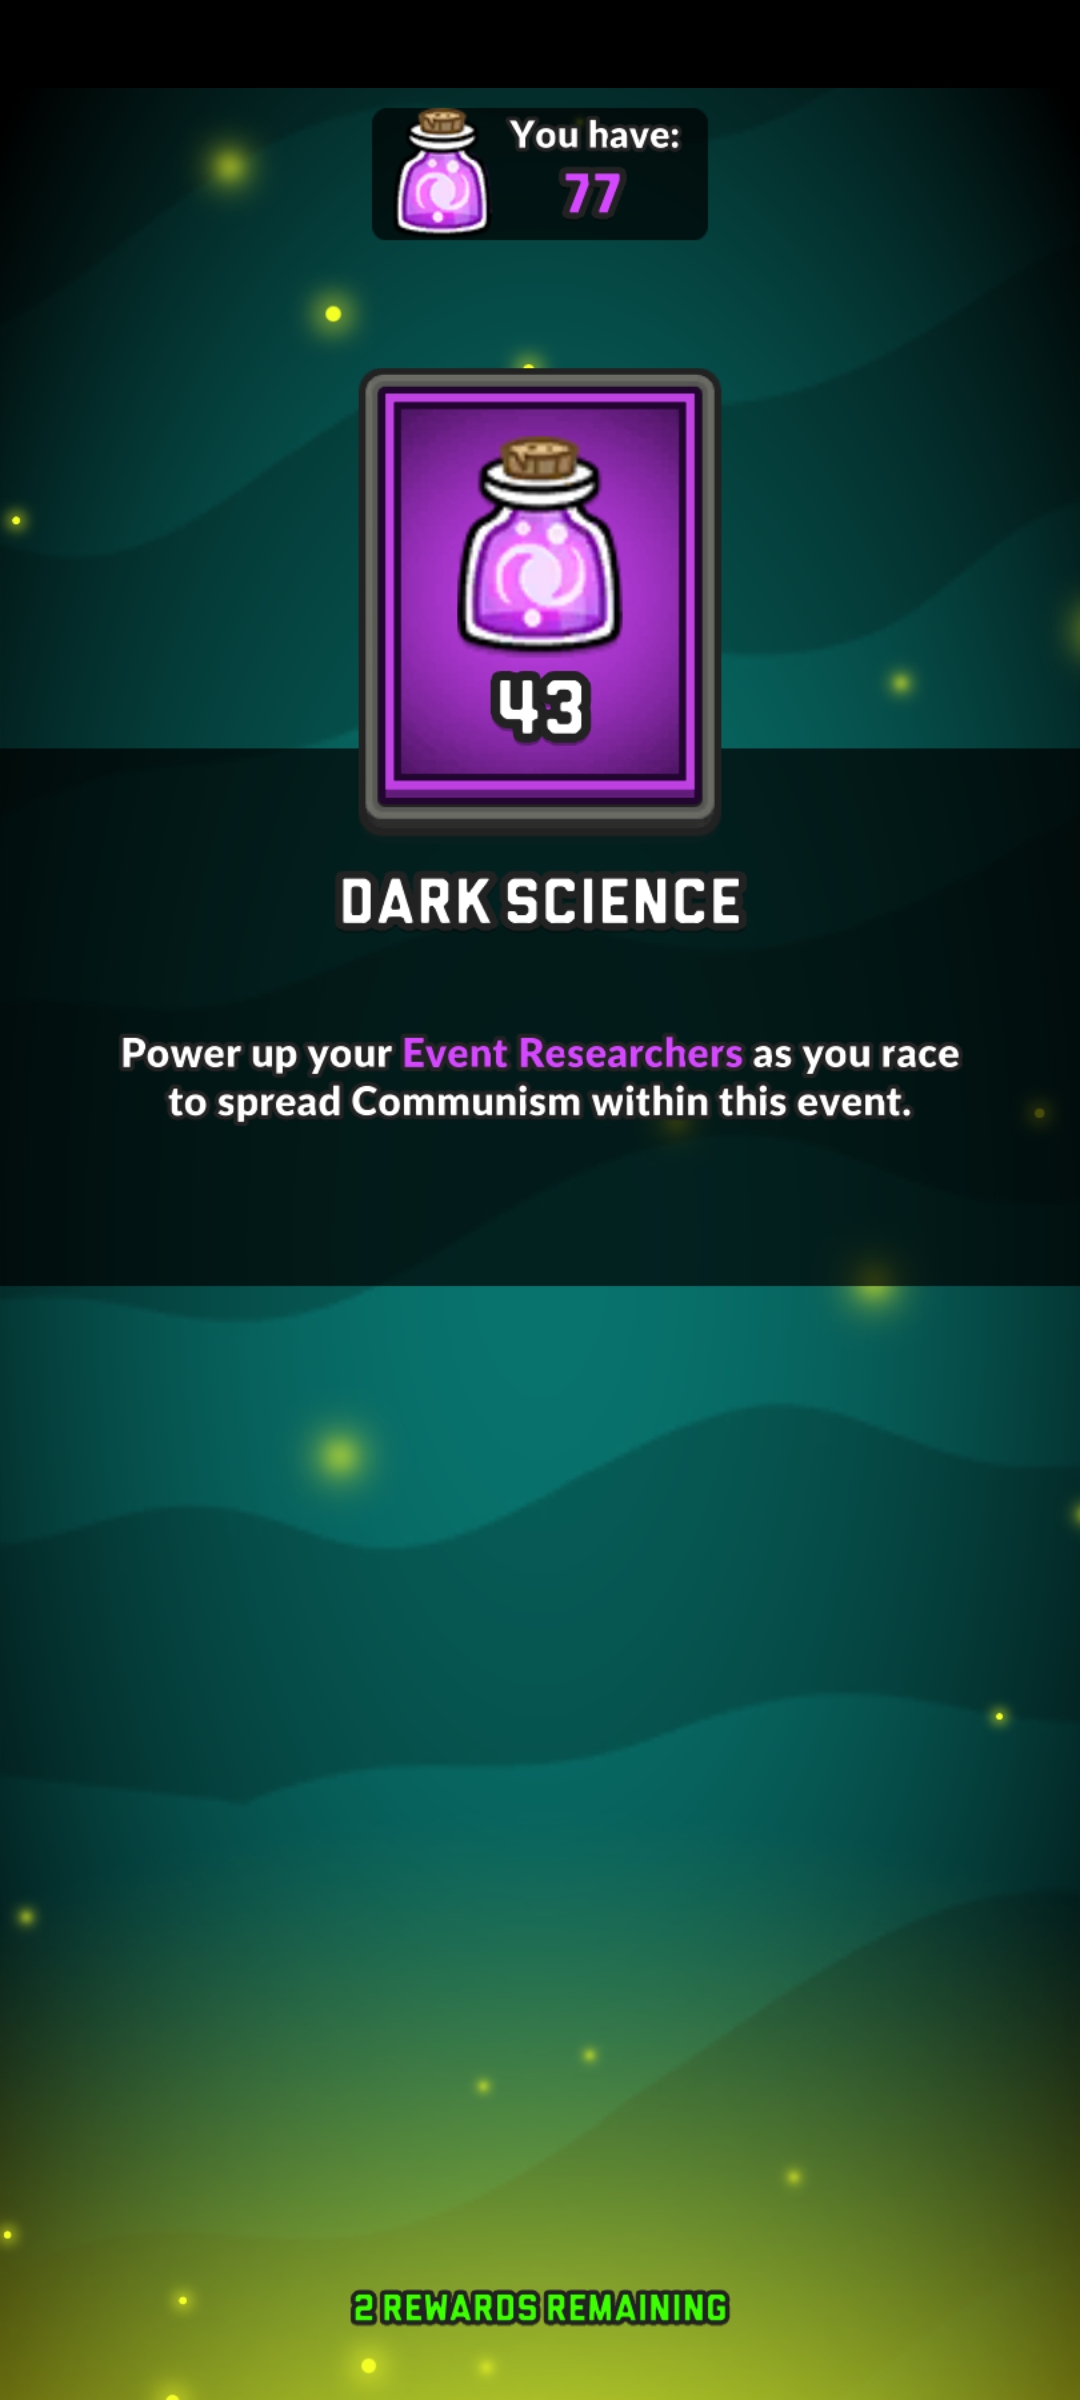 You have:
77
43
DARK SCIENCE
Power up your Event Researchers as you race
to spread Communism within this event.
2 REWARDS REMAINING